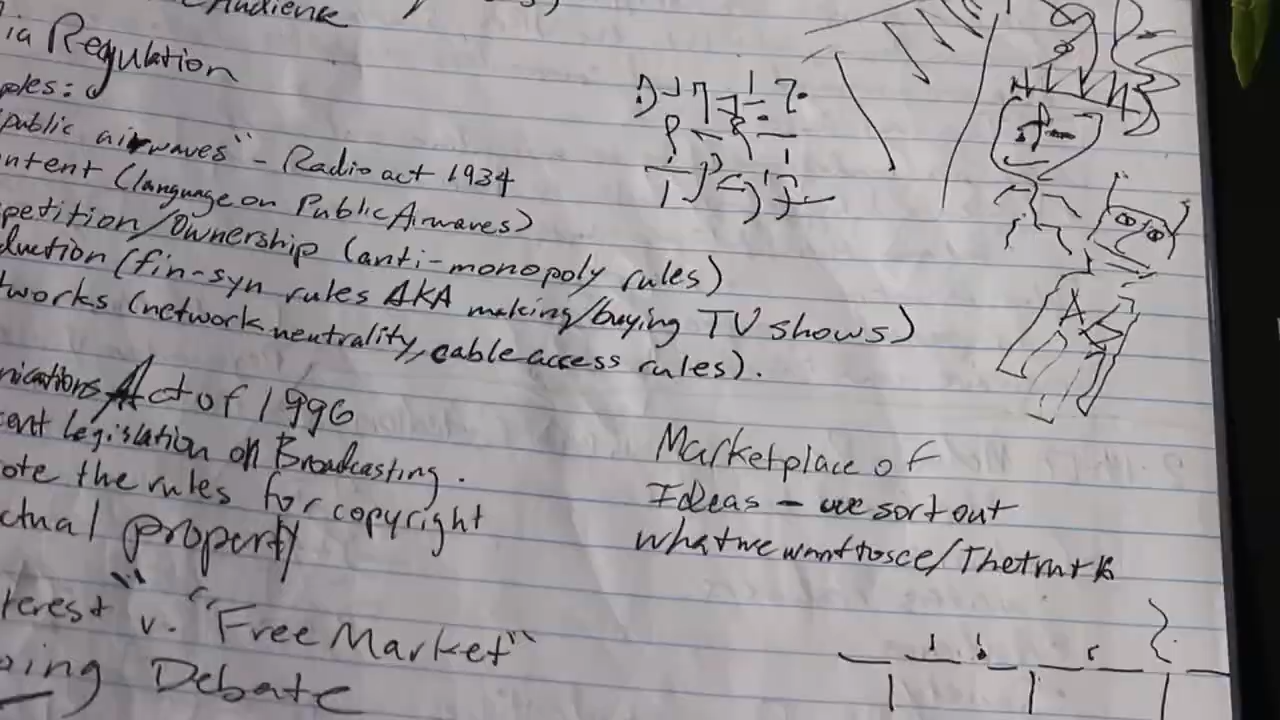 Audience
ia Regulation
ples:
public airwaves" - Radio act 1934
ntent (language on Public Airwaves)
petition/Ownership (anti-monopoly rules)
duction (fin-syn rules AKA making/buying TV shows)
tworks (network neutrality, cable access rules).
nications Act of 1996
cent Legislation on Broadcasting.
ote the rules for copyright
ctual property
terest" v. "Free Market"
oing Debate
Marketplace of
Ideas - we sort out
what we want to see/The truth